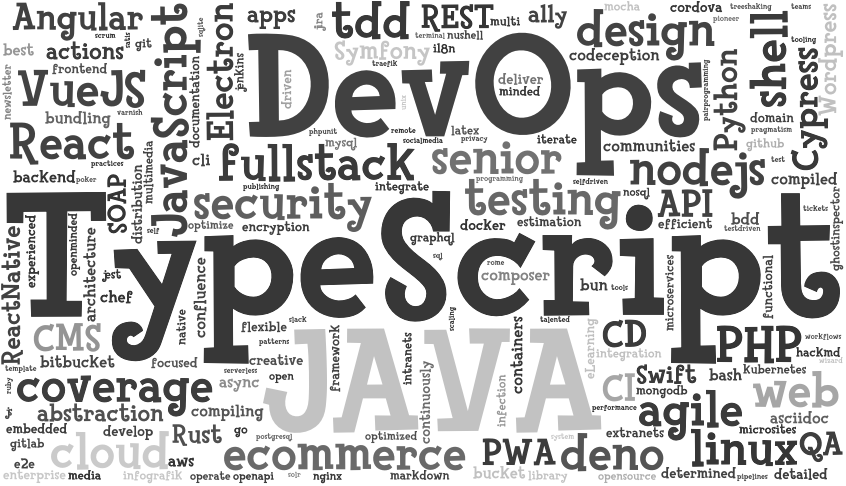 Angular
scrum
apps
jra
tdd
REST
multi
ally
mocha
cordova
treeshaking
teams
pioneer
best
actions
satis
git
JavaScript
sqlite
Electron
jenkins
Symfony
terminal
nushell
il8n
design
codeception
shell
tooling
Wordpress
newsletter
frontend
VueJS
varnish
bundling
documentation
driven
DevOps
traefik
unix
deliver
minded
pairprogramming
Python
domain
pragmatism
github
Cypress
React
practices
cli
phpunit
mysql
remote
socialmedia
latex
privacy
iterate
communities
test
backend
poker
SOAP
distribution
multimedia
self
fullstack
publishing
integrate
senior
programming
selfdriven
nodejs
nosql
compiled
security
optimize
encryption
testing
estimation
docker
API
efficient
bdd
testdriven
tickets
ghostinspector
ReactNative
experienced
openminded
architecture
TypeScript
jest
chef
native
confluence
graphql
sql
rome
composer
bun
tools
microservices
functional
CMS
bitbucket
focused
flexible
slack
patterns
creative
serverless
open
framework
JAVA
intranets
scaling
continuously
containers
talented
infection
eLearning
CD
integration
PHP
workflows
hackmd
wizard
template
ruby
coverage
async
CI
performance
Swift
mongodb
bash
kubernetes
web
abstraction
compiling
agile
asciidoc
embedded
develop
Rust
go
postgresql
optimized
system
extranets
microsites
gitlab
cloud
aws
ecommerce
PWA
deno
linux
QA
e2e
enterprise
media
infografik
operate
openapi
solr
nginx
markdown
bucket
library
opensource
determined
pipelines
detailed